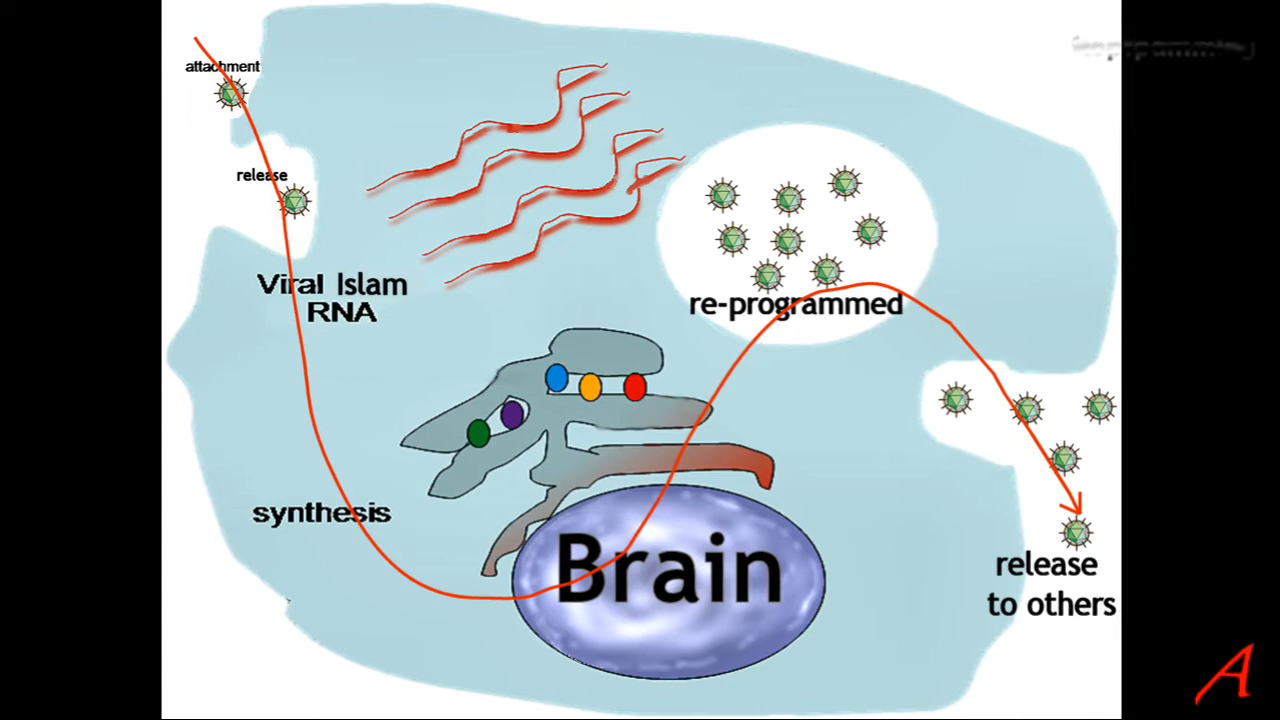 attachment
release
Viral Islam
RNA
synthesis
re-programmed
Brain
release
to others
A